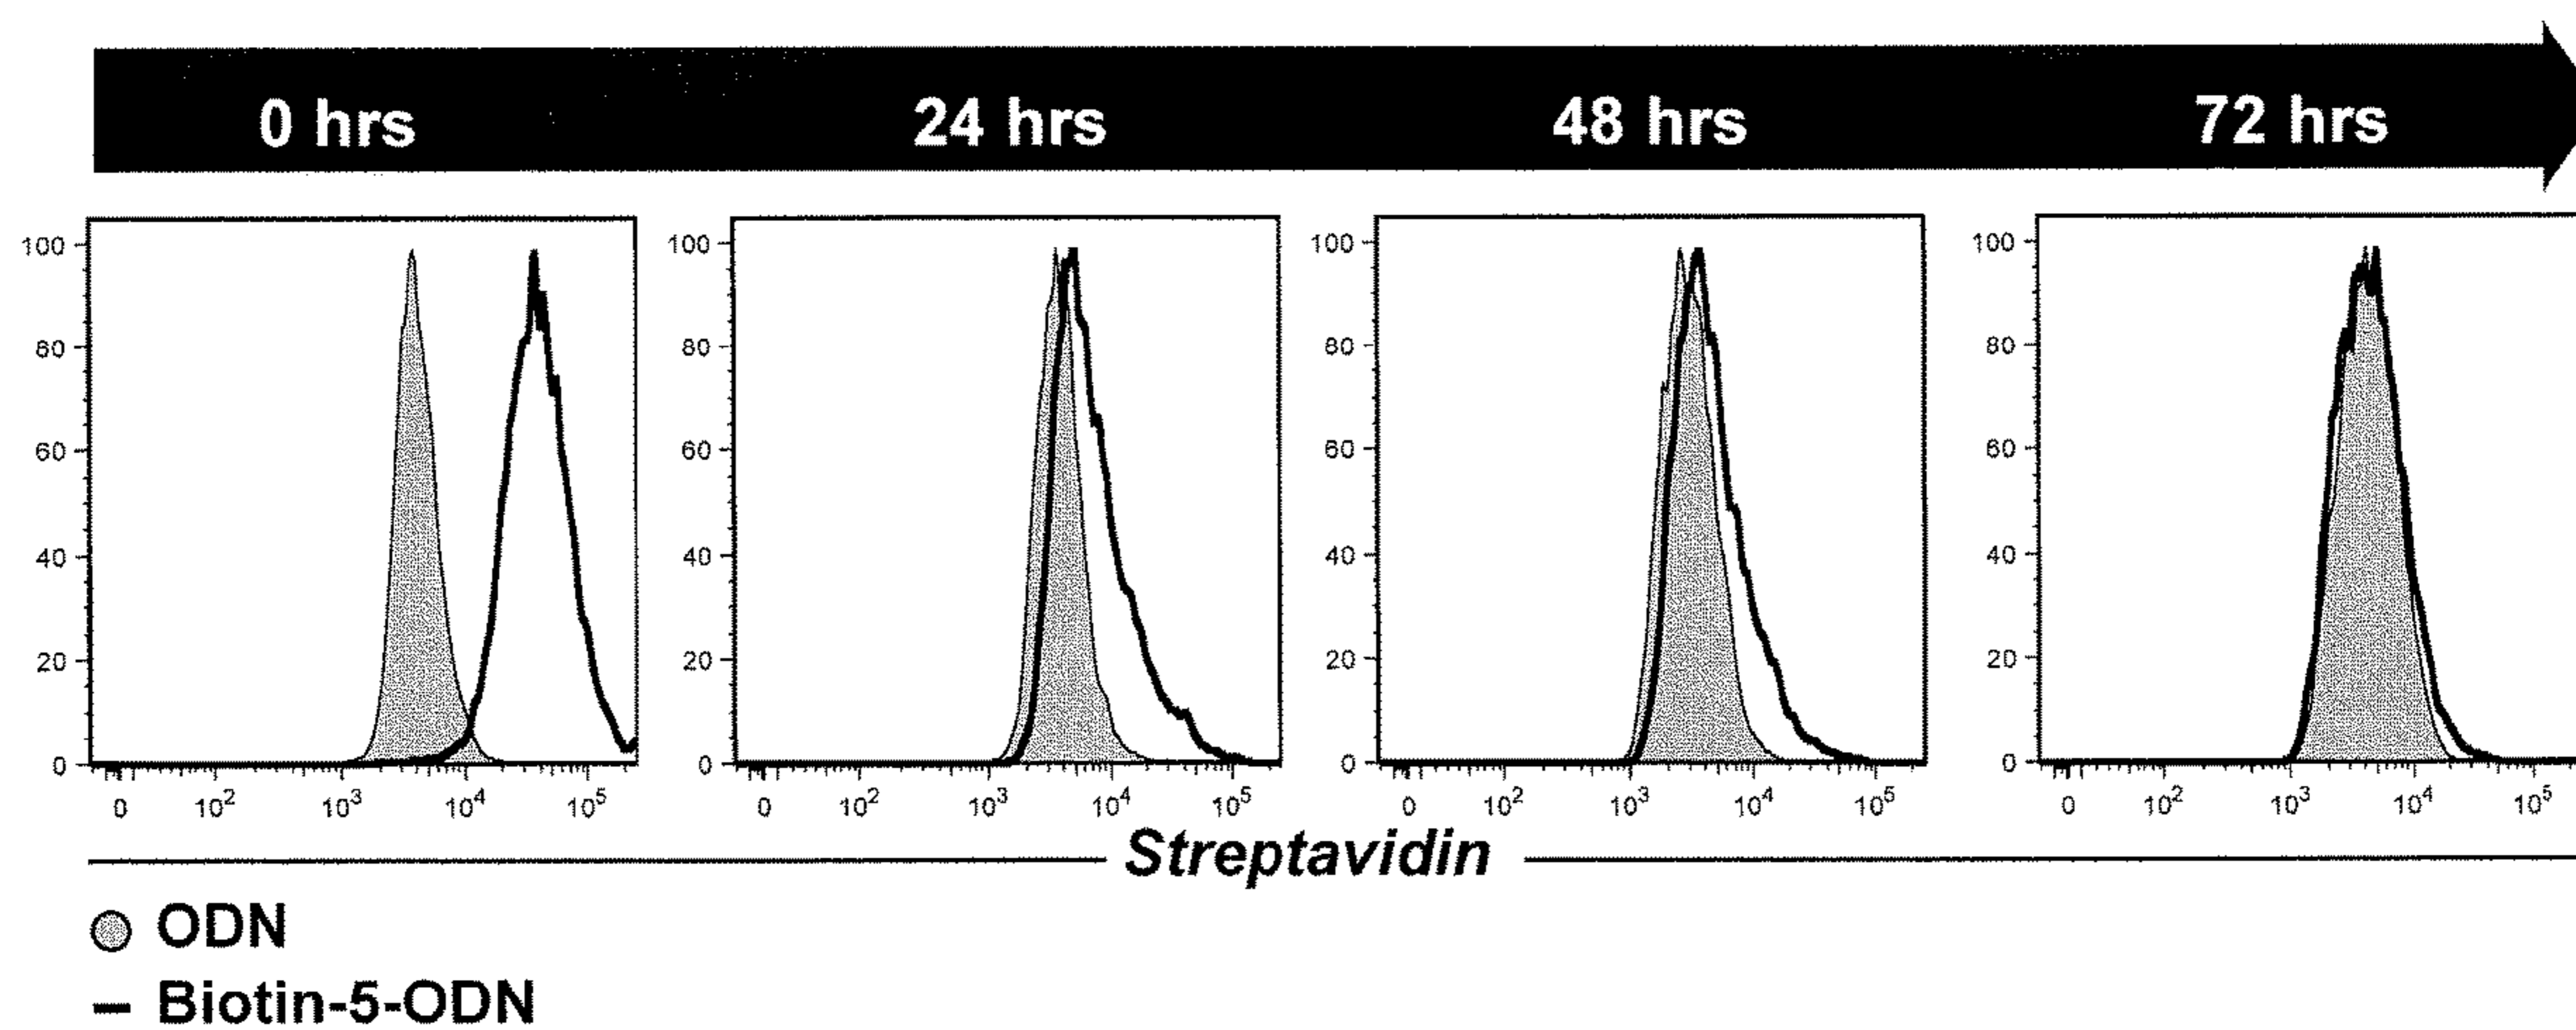 0 hrs 24 hrs 48 hrs 72 hrs
100 100 100 100
80 80 80 80
60 60 60 60
40 40 40 40
20 20 20 20
0 0 0 0
0 10² 10³ 10⁴ 10⁵ 0 10² 10³ 10⁴ 10⁵ 0 10² 10³ 10⁴ 10⁵ 0 10² 10³ 10⁴ 10⁵
Streptavidin
ODN
Biotin-5-ODN